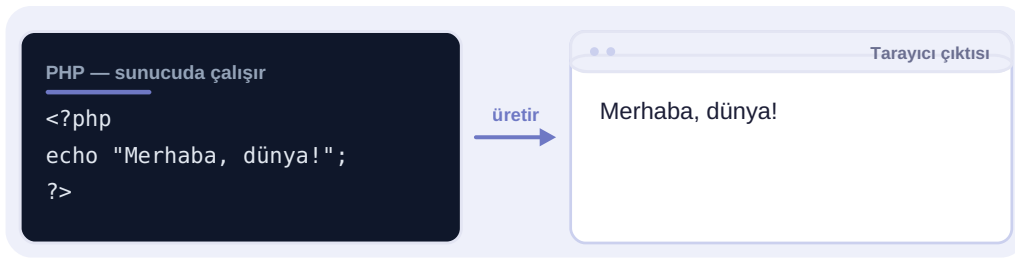 PHP — sunucuda çalışır
<?php
echo "Merhaba, dünya!";
?>
üretir
Tarayıcı çıktısı
Merhaba, dünya!